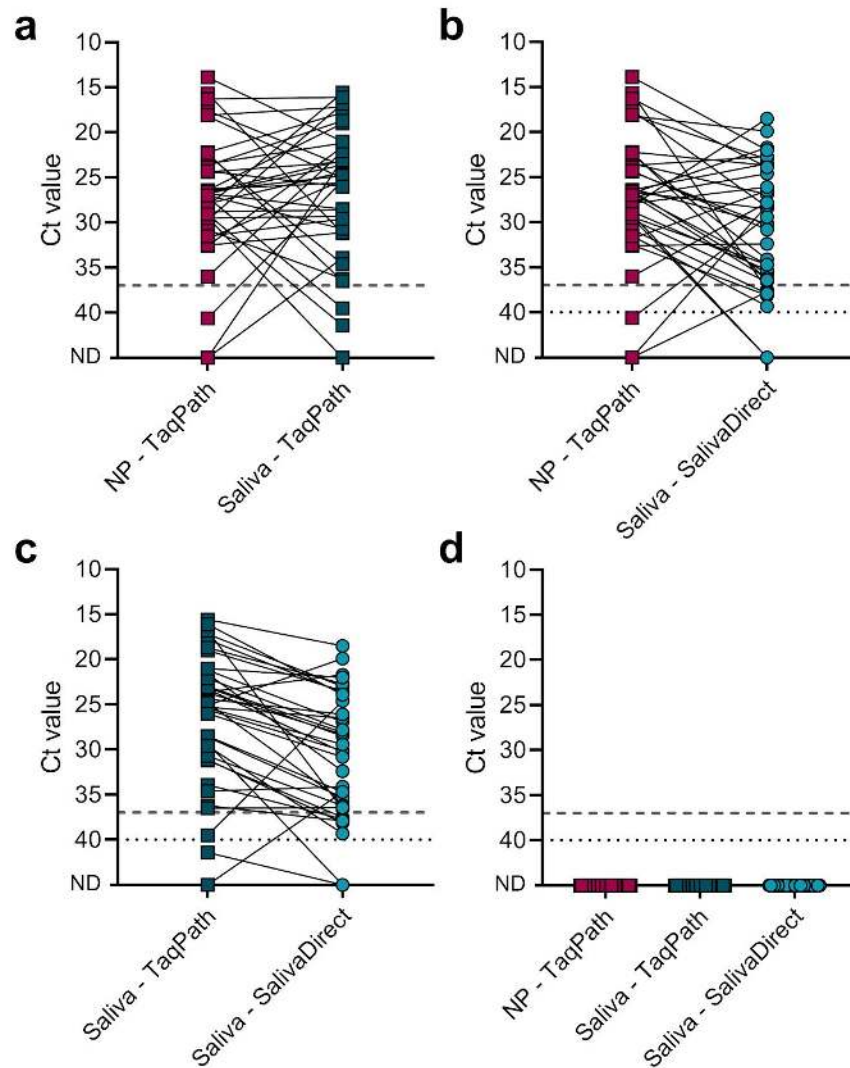 a
10
15
20
25
30
35
40
ND
Ct value
NP - TaqPath
Saliva - TaqPath
b
10
15
20
25
30
35
40
ND
Ct value
NP - TaqPath
Saliva - SalivaDirect
c
10
15
20
25
30
35
40
ND
Ct value
Saliva - TaqPath
Saliva - SalivaDirect
d
10
15
20
25
30
35
40
ND
Ct value
NP - TaqPath
Saliva - TaqPath
Saliva - SalivaDirect